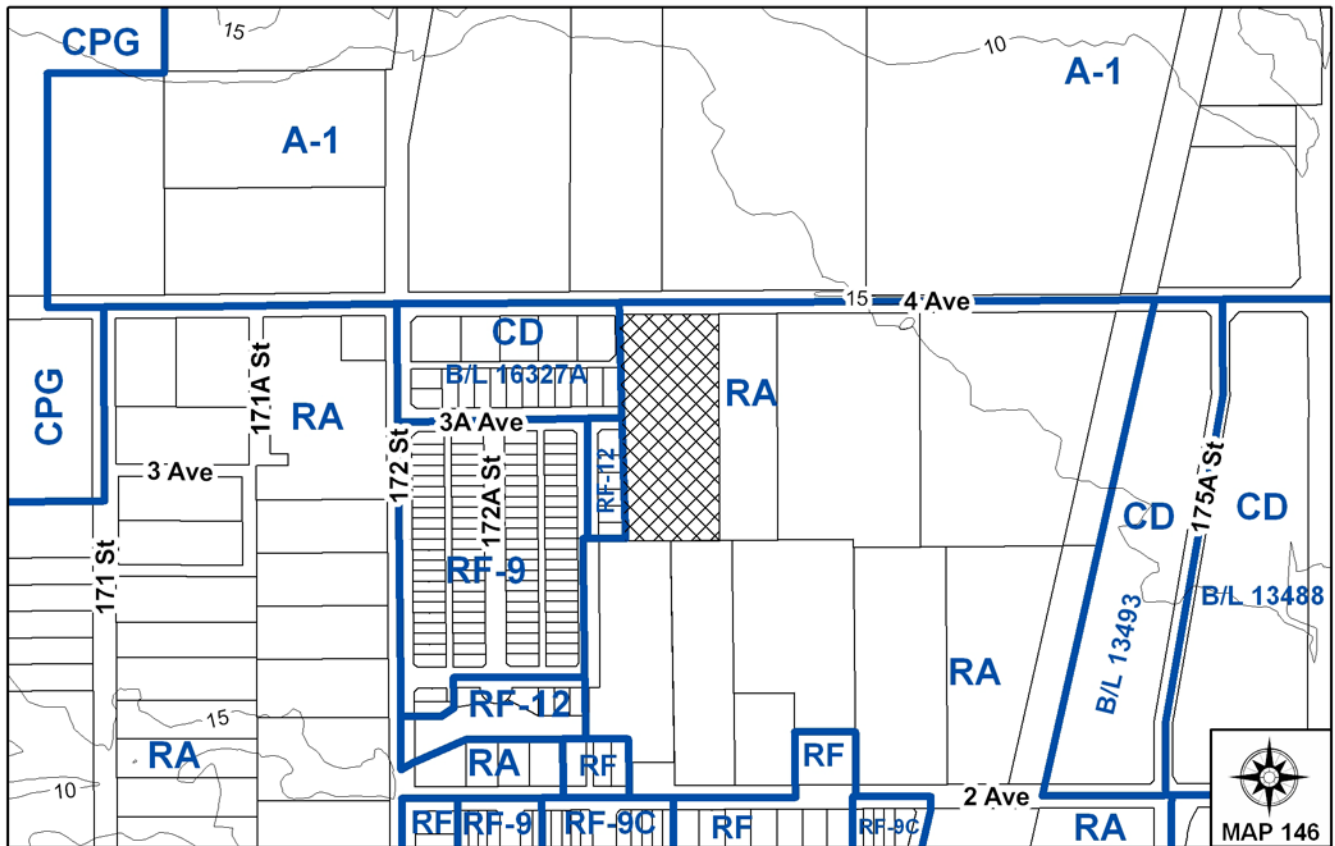 CPG
15
10
A-1
A-1
15
4 Ave
CD
B/L 16327A
RA
CPG
171A St
RA
3A Ave
3 Ave
172 St
172A St
RF-12
175A St
CD
CD
171 St
RF-9
B/L 13488
B/L 13493
RA
RF-12
15
RA
RA
RF
RF
10
2 Ave
RF
RF-9
RF-9C
RF
RF-9C
RA
MAP 146